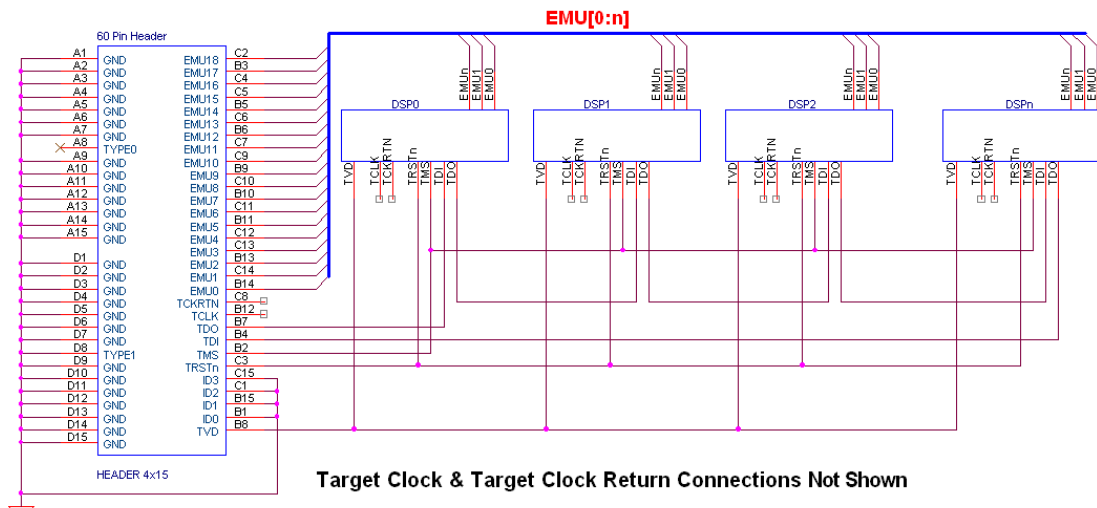 EMU[0:n]
60 Pin Header
A1 GND EMU18 C2
A2 GND EMU17 B3
A3 GND EMU16 C4
A4 GND EMU15 C5
A5 GND EMU14 B5
A6 GND EMU13 C6
A7 GND EMU12 B6
A8 TYPE0 EMU11 C7
A9 GND EMU10 C9
A10 GND EMU9 B9
A11 GND EMU8 C10
A12 GND EMU7 B10
A13 GND EMU6 C11
A14 GND EMU5 B11
A15 GND EMU4 C12
EMU3 C13
D1 GND EMU2 B13
D2 GND EMU1 C14
D3 GND EMU0 B14
D4 GND TCKRTN C8
D5 GND TCLK B12
D6 GND TDO B7
D7 GND TDI B4
D8 TYPE1 TMS B2
D9 GND TRSTn C3
D10 GND ID3 C15
D11 GND ID2 C1
D12 GND ID1 B15
D13 GND ID0 B1
D14 GND TVD B8
D15 GND
HEADER 4x15
EMUn EMU1 EMU0
DSP0
TVD TCLK TCKRTN TRSTn TMS TDI TDO
EMUn EMU1 EMU0
DSP1
TVD TCLK TCKRTN TRSTn TMS TDI TDO
EMUn EMU1 EMU0
DSP2
TVD TCLK TCKRTN TRSTn TMS TDI TDO
EMUn EMU1 EMU0
DSPn
TVD TCLK TCKRTN TRSTn TMS TDI TDO
Target Clock & Target Clock Return Connections Not Shown